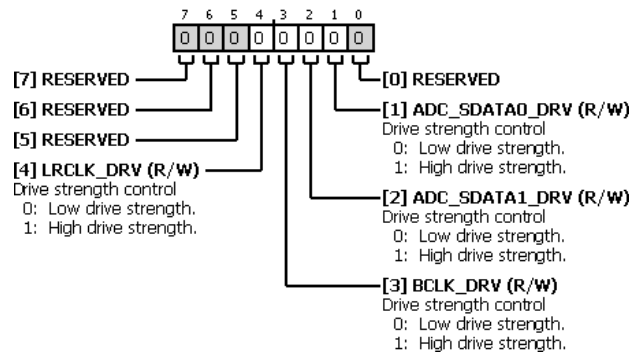 7 6 5 4 3 2 1 0
0 0 0 0 0 0 0 0
[7] RESERVED
[6] RESERVED
[5] RESERVED
[4] LRCLK_DRV (R/W)
Drive strength control
0: Low drive strength.
1: High drive strength.
[0] RESERVED
[1] ADC_SDATA0_DRV (R/W)
Drive strength control
0: Low drive strength.
1: High drive strength.
[2] ADC_SDATA1_DRV (R/W)
Drive strength control
0: Low drive strength.
1: High drive strength.
[3] BCLK_DRV (R/W)
Drive strength control
0: Low drive strength.
1: High drive strength.